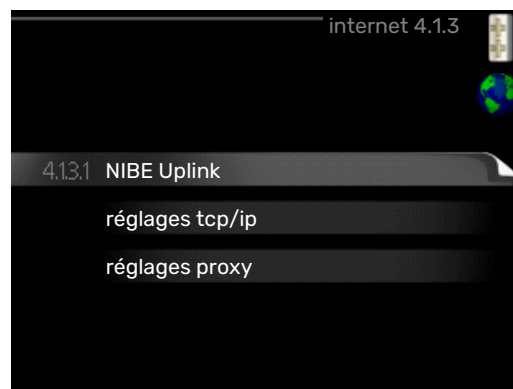 internet 4.1.3
4.1.3.1 NIBE Uplink
réglages tcp/ip
réglages proxy